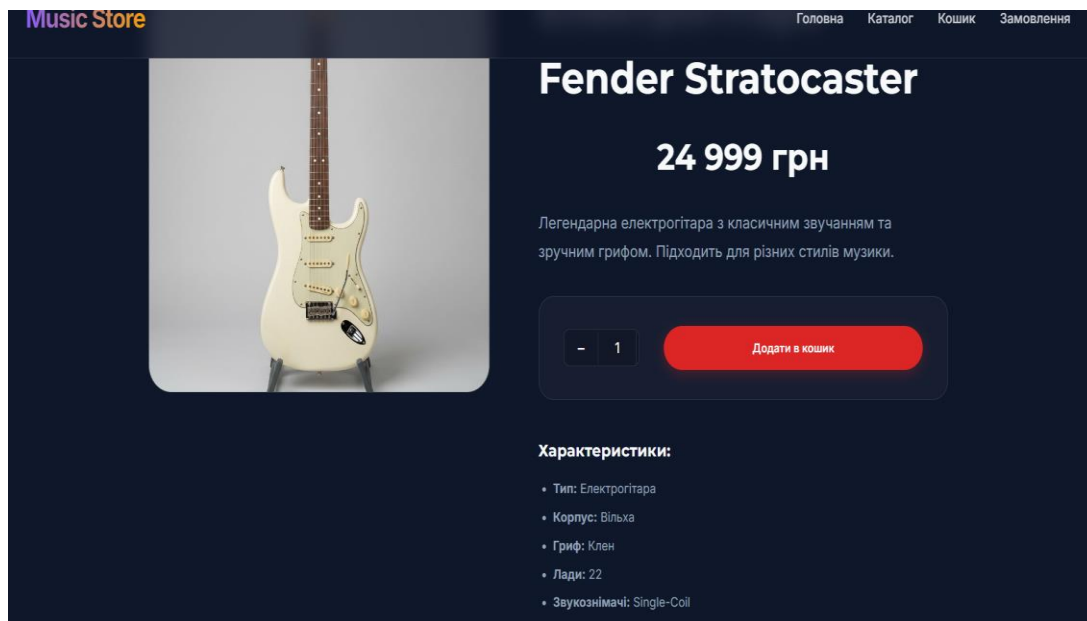 Music Store
Головна Каталог Кошик Замовлення
Fender Stratocaster
24 999 грн
Легендарна електрогітара з класичним звучанням та
зручним грифом. Підходить для різних стилів музики.
– 1
Додати в кошик
Характеристики:
• Тип: Електрогітара
• Корпус: Вільха
• Гриф: Клен
• Лади: 22
• Звукознімачі: Single-Coil